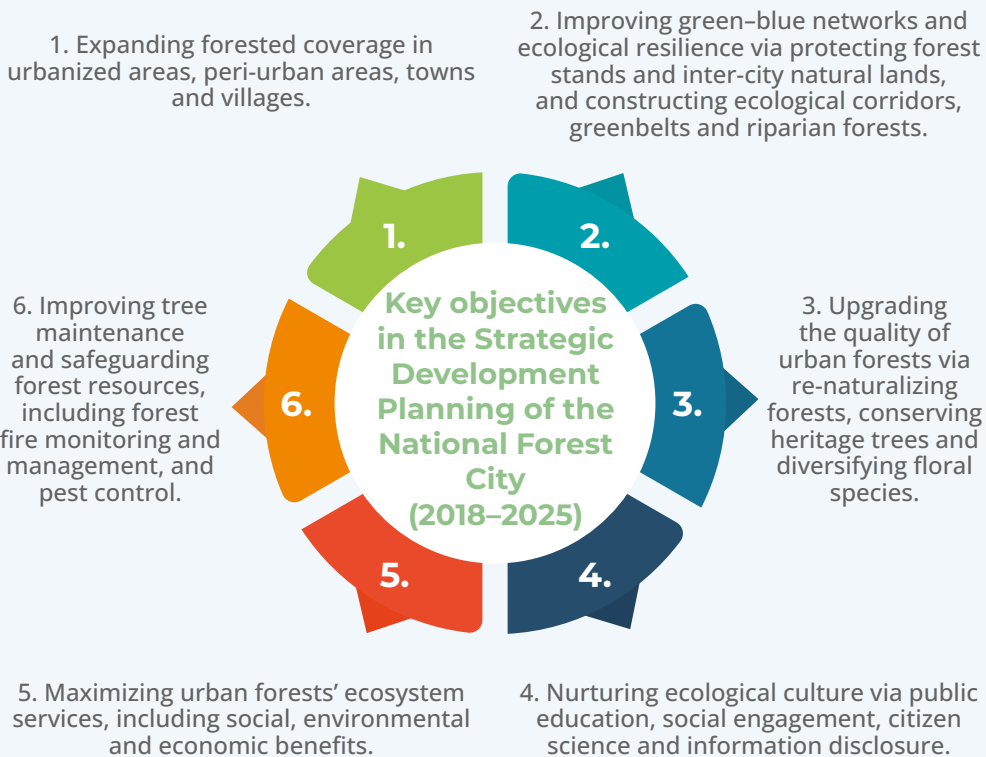 1. Expanding forested coverage in
urbanized areas, peri-urban areas, towns
and villages.
2. Improving green–blue networks and
ecological resilience via protecting forest
stands and inter-city natural lands,
and constructing ecological corridors,
greenbelts and riparian forests.
1.
2.
3.
4.
5.
6.
Key objectives
in the Strategic
Development
Planning of the
National Forest
City
(2018–2025)
3. Upgrading
the quality of
urban forests via
re-naturalizing
forests, conserving
heritage trees and
diversifying floral
species.
4. Nurturing ecological culture via public
education, social engagement, citizen
science and information disclosure.
5. Maximizing urban forests’ ecosystem
services, including social, environmental
and economic benefits.
6. Improving tree
maintenance
and safeguarding
forest resources,
including forest
fire monitoring and
management, and
pest control.